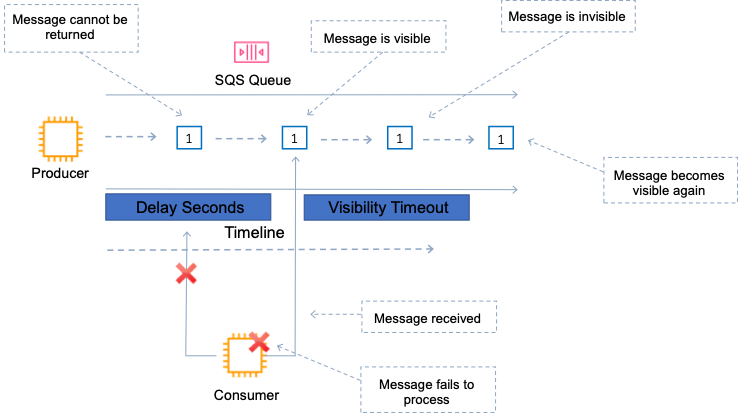 Message cannot be
returned
Message is visible
Message is invisible
SQS Queue
1
1
1
1
Producer
Message becomes
visible again
Delay Seconds
Visibility Timeout
Timeline
Message received
Message fails to
process
Consumer